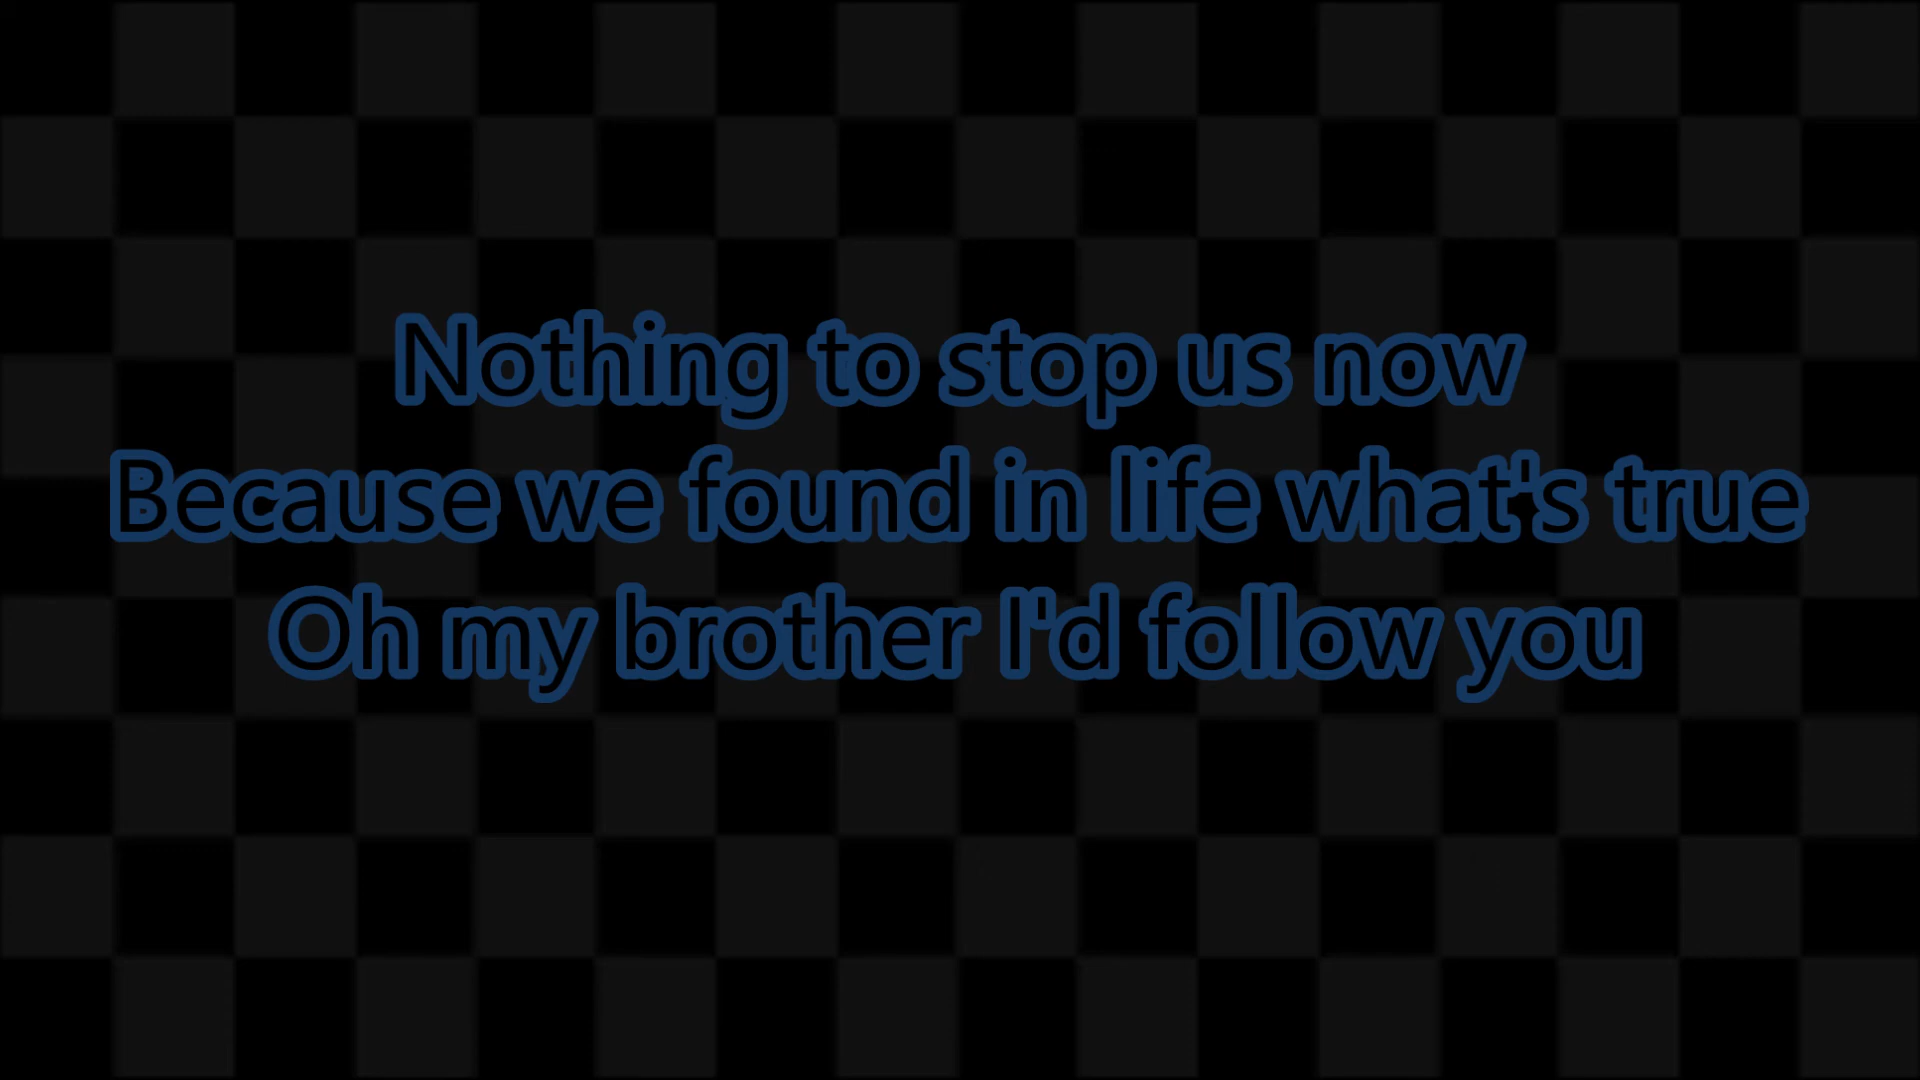 Nothing to stop us now
Because we found in life what's true
Oh my brother I'd follow you